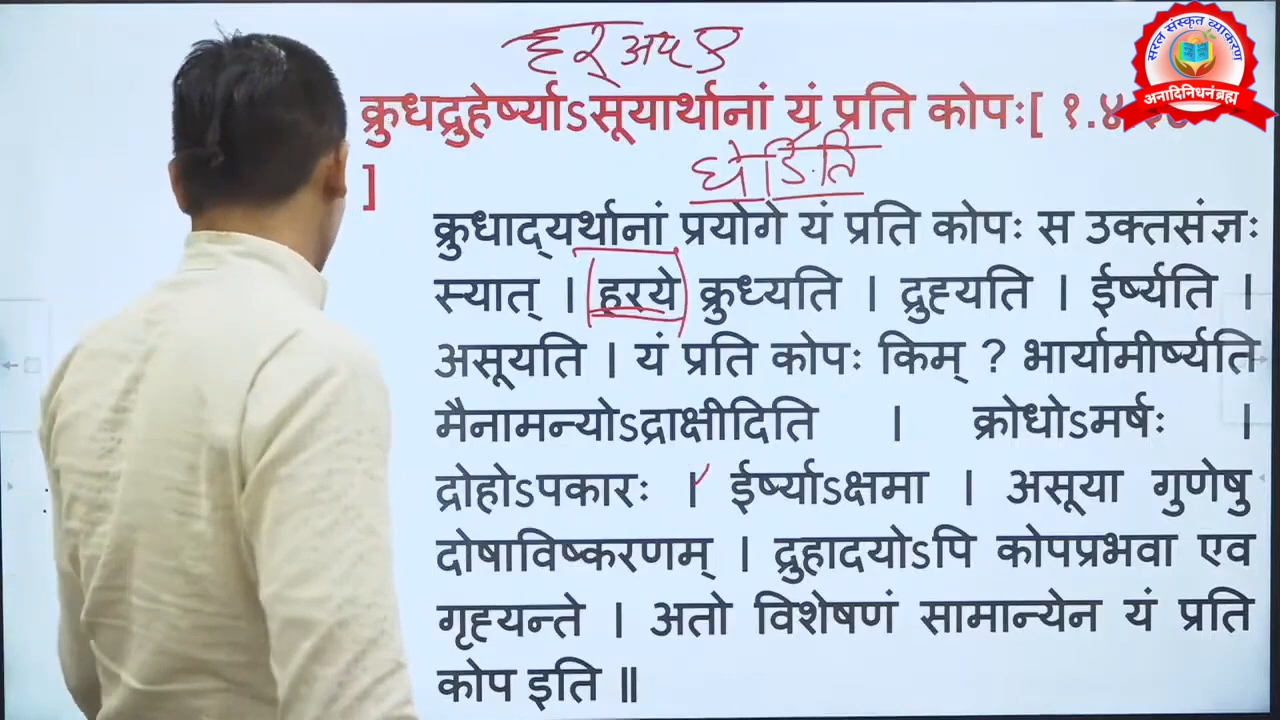 हर् अय् ए
सरल संस्कृत व्याकरण
अनादिनिधनंब्रह्म
क्रुधद्रुहेर्ष्याऽसूयार्थानां यं प्रति कोपः[ १.४
]
घेर्ङिति
क्रुधाद्यर्थानां प्रयोगे यं प्रति कोपः स उक्तसंज्ञः
स्यात् । हरये क्रुध्यति । द्रुह्यति । ईर्ष्यति ।
असूयति । यं प्रति कोपः किम् ? भार्यामीर्ष्यति
मैनामन्योऽद्राक्षीदिति । क्रोधोऽमर्षः ।
द्रोहोऽपकारः । ईर्ष्याऽक्षमा । असूया गुणेषु
दोषाविष्करणम् । द्रुहादयोऽपि कोपप्रभवा एव
गृह्यन्ते । अतो विशेषणं सामान्येन यं प्रति
कोप इति ॥